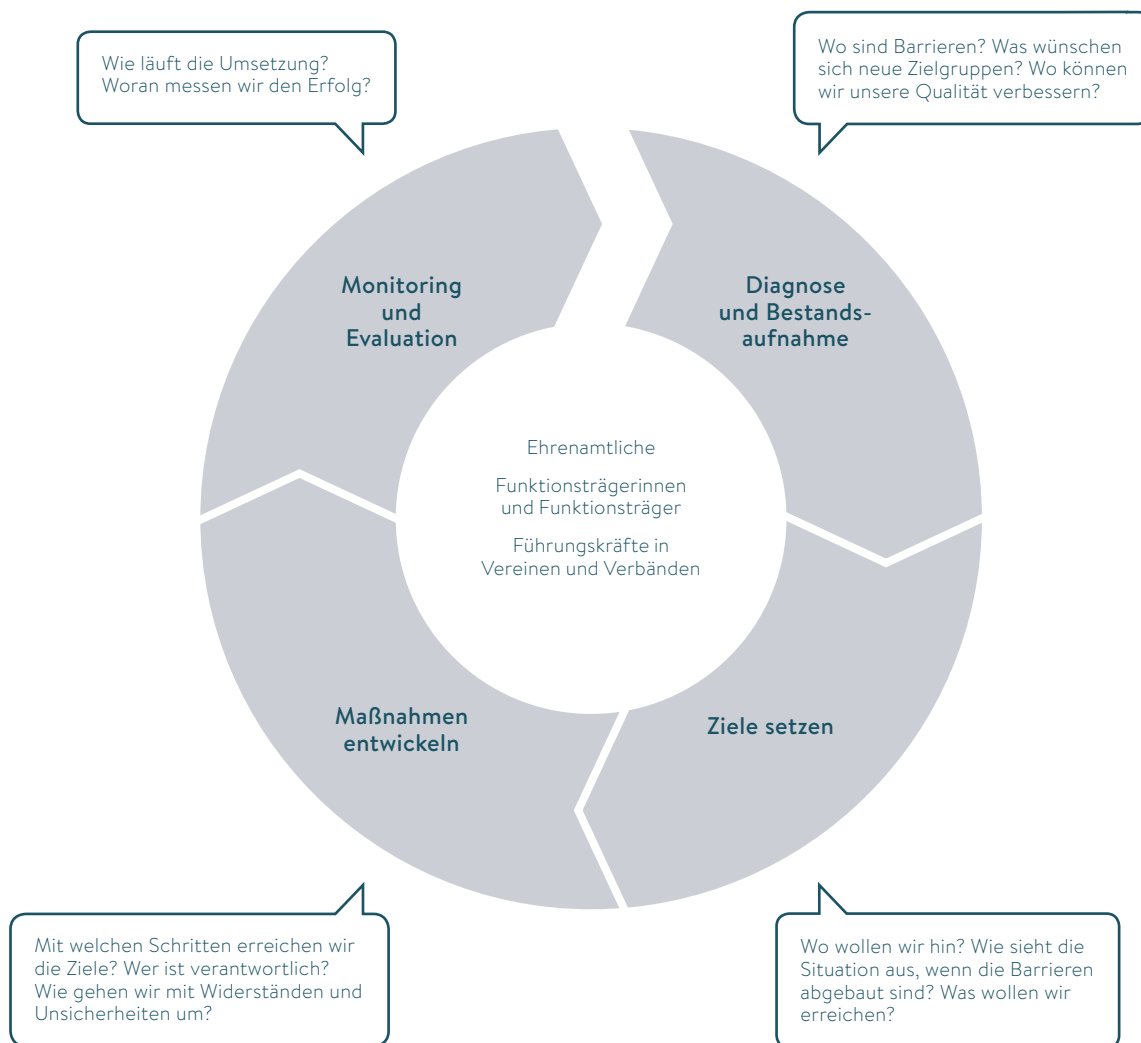 Wie läuft die Umsetzung?
Woran messen wir den Erfolg?
Wo sind Barrieren? Was wünschen
sich neue Zielgruppen? Wo können
wir unsere Qualität verbessern?
Monitoring
und
Evaluation
Diagnose
und Bestands-
aufnahme
Ehrenamtliche
Funktionsträgerinnen
und Funktionsträger
Führungskräfte in
Vereinen und Verbänden
Maßnahmen
entwickeln
Ziele setzen
Mit welchen Schritten erreichen wir
die Ziele? Wer ist verantwortlich?
Wie gehen wir mit Widerständen und
Unsicherheiten um?
Wo wollen wir hin? Wie sieht die
Situation aus, wenn die Barrieren
abgebaut sind? Was wollen wir
erreichen?